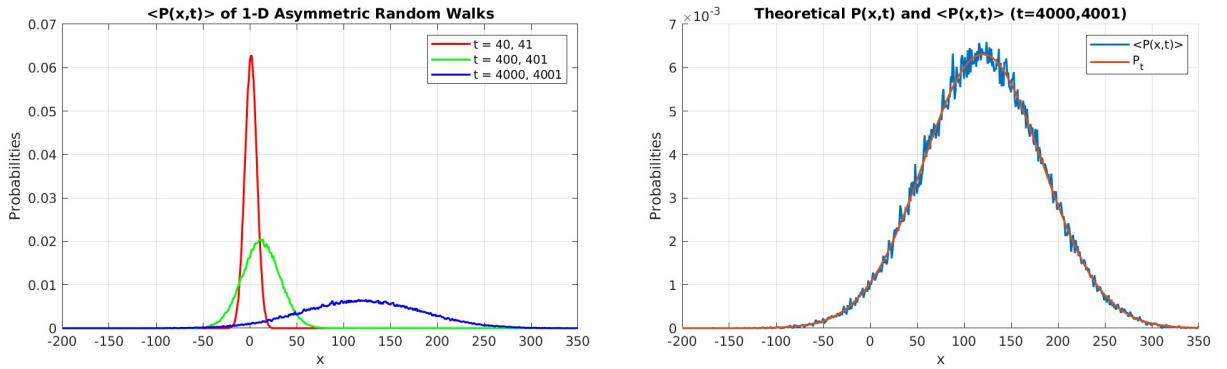 <P(x,t)> of 1-D Asymmetric Random Walks
0.07
0.06
0.05
0.04
0.03
0.02
0.01
0
Probabilities
t = 40, 41
t = 400, 401
t = 4000, 4001
-200 -150 -100 -50 0 50 100 150 200 250 300 350
x
Theoretical P(x,t) and <P(x,t)> (t=4000,4001)
×10⁻³
7
6
5
4
3
2
1
0
Probabilities
<P(x,t)>
Pₜ
-200 -150 -100 -50 0 50 100 150 200 250 300 350
x